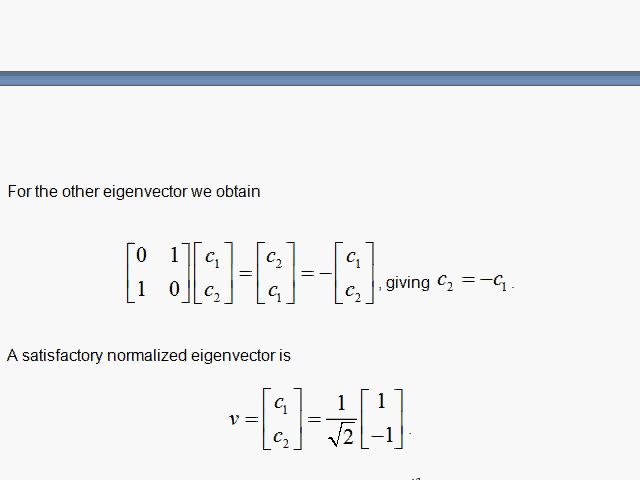 For the other eigenvector we obtain
[0 1; 1 0][c₁; c₂] = [c₂; c₁] = −[c₁; c₂], giving c₂ = −c₁.
A satisfactory normalized eigenvector is
v = [c₁; c₂] = 1/√2 [1; −1].